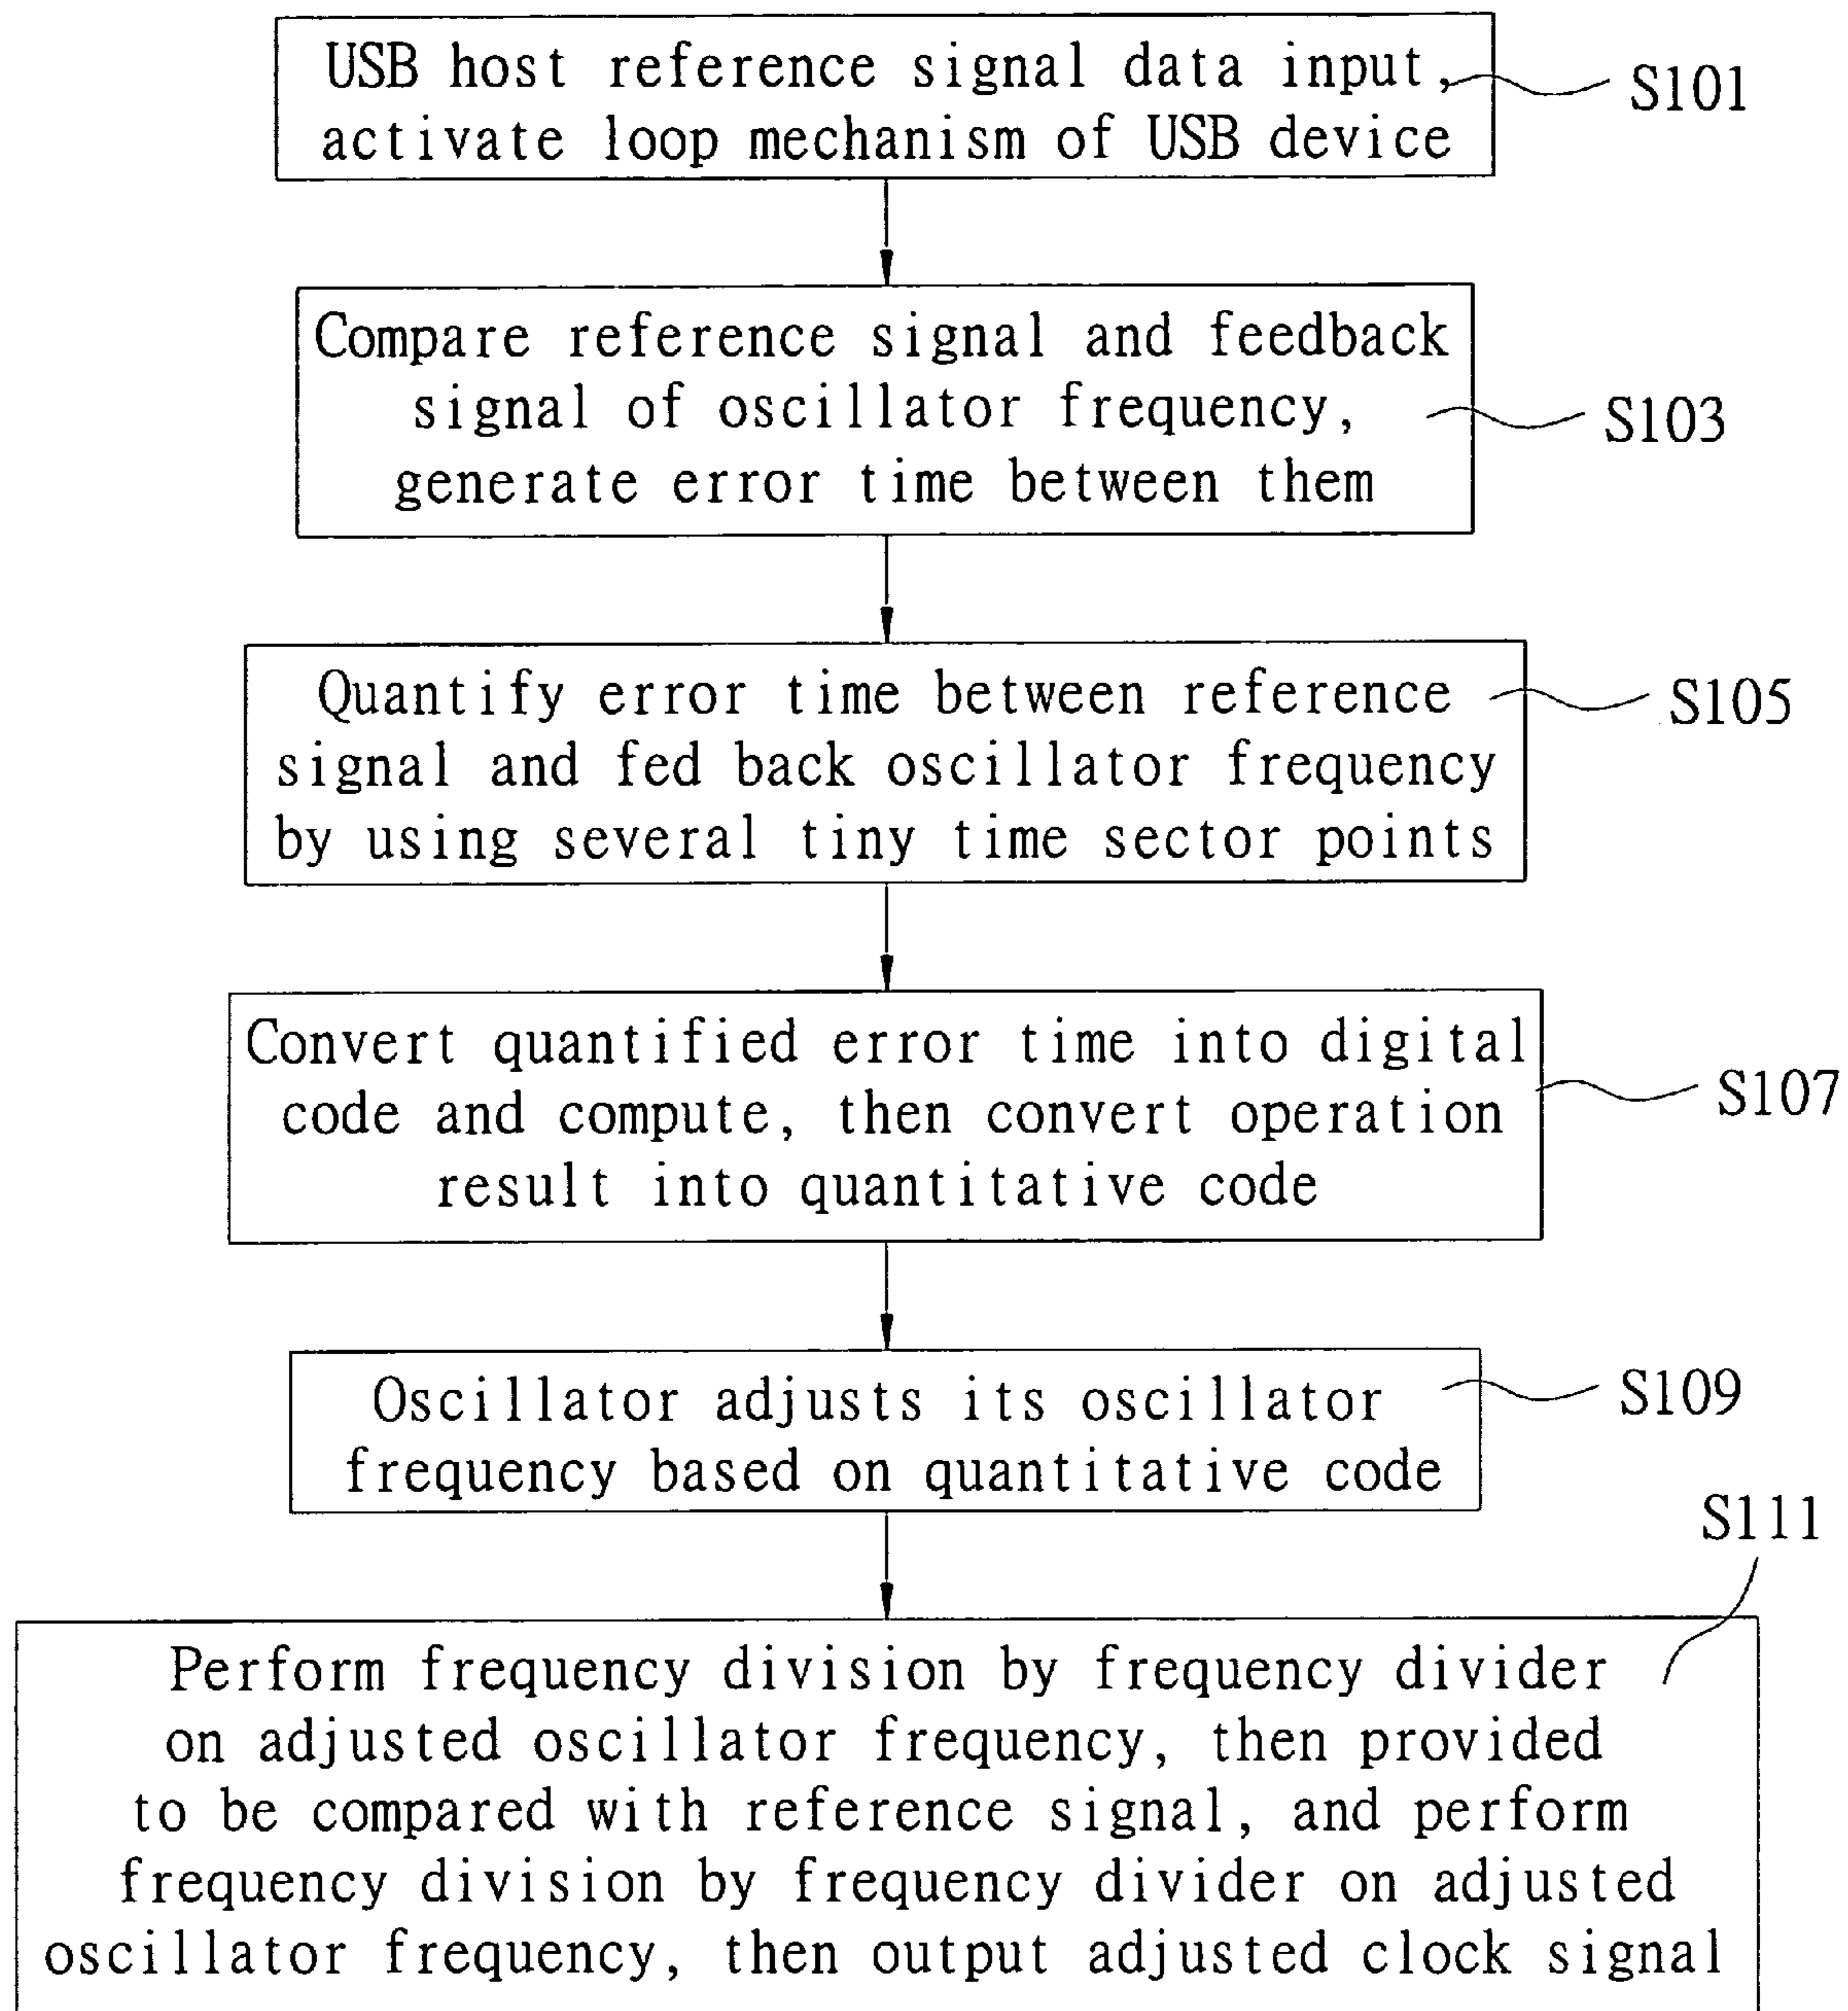 USB host reference signal data input,
activate loop mechanism of USB device
S101
Compare reference signal and feedback
signal of oscillator frequency,
generate error time between them
S103
Quantify error time between reference
signal and fed back oscillator frequency
by using several tiny time sector points
S105
Convert quantified error time into digital
code and compute, then convert operation
result into quantitative code
S107
Oscillator adjusts its oscillator
frequency based on quantitative code
S109
S111
Perform frequency division by frequency divider
on adjusted oscillator frequency, then provided
to be compared with reference signal, and perform
frequency division by frequency divider on adjusted
oscillator frequency, then output adjusted clock signal